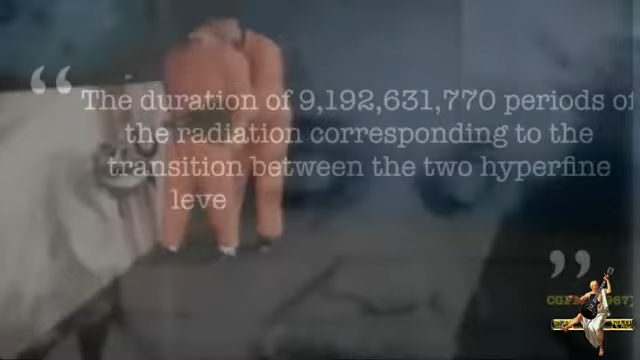 “
The duration of 9,192,631,770 periods of
the radiation corresponding to the
transition between the two hyperfine
leve
”